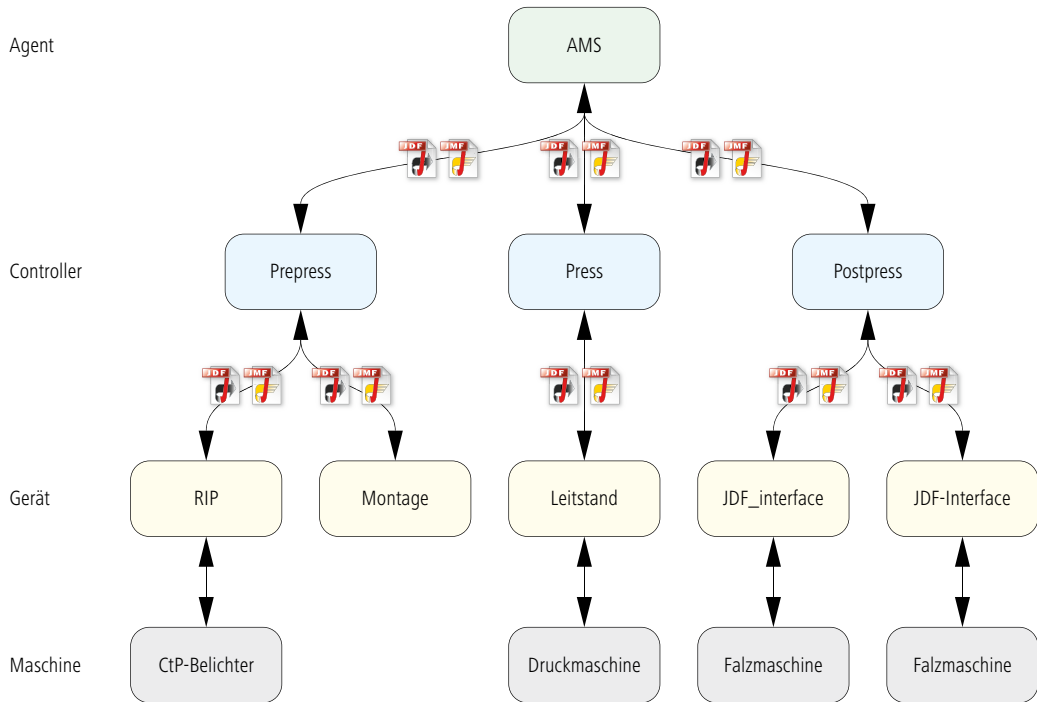 Agent
AMS
JDF JMF JDF JMF JDF JMF
Controller
Prepress
Press
Postpress
JDF JMF JDF JMF JDF JMF JDF JMF JDF JMF
Gerät
RIP
Montage
Leitstand
JDF_interface
JDF-Interface
Maschine
CtP-Belichter
Druckmaschine
Falzmaschine
Falzmaschine